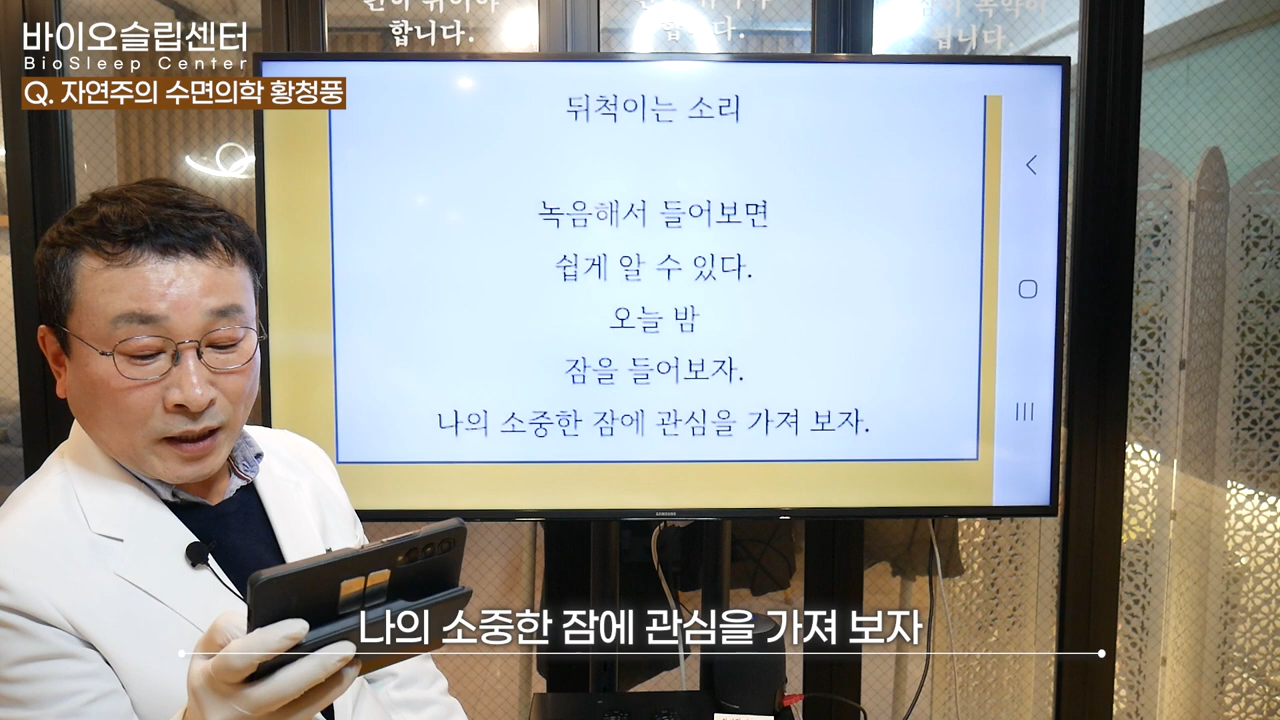 바이오슬립센터
BioSleep Center
Q. 자연주의 수면의학 황청풍
합니다.
합니다.
됩니다.
뒤척이는 소리
녹음해서 들어보면
쉽게 알 수 있다.
오늘 밤
잠을 들어보자.
나의 소중한 잠에 관심을 가져 보자.
SAMSUNG
나의 소중한 잠에 관심을 가져 보자